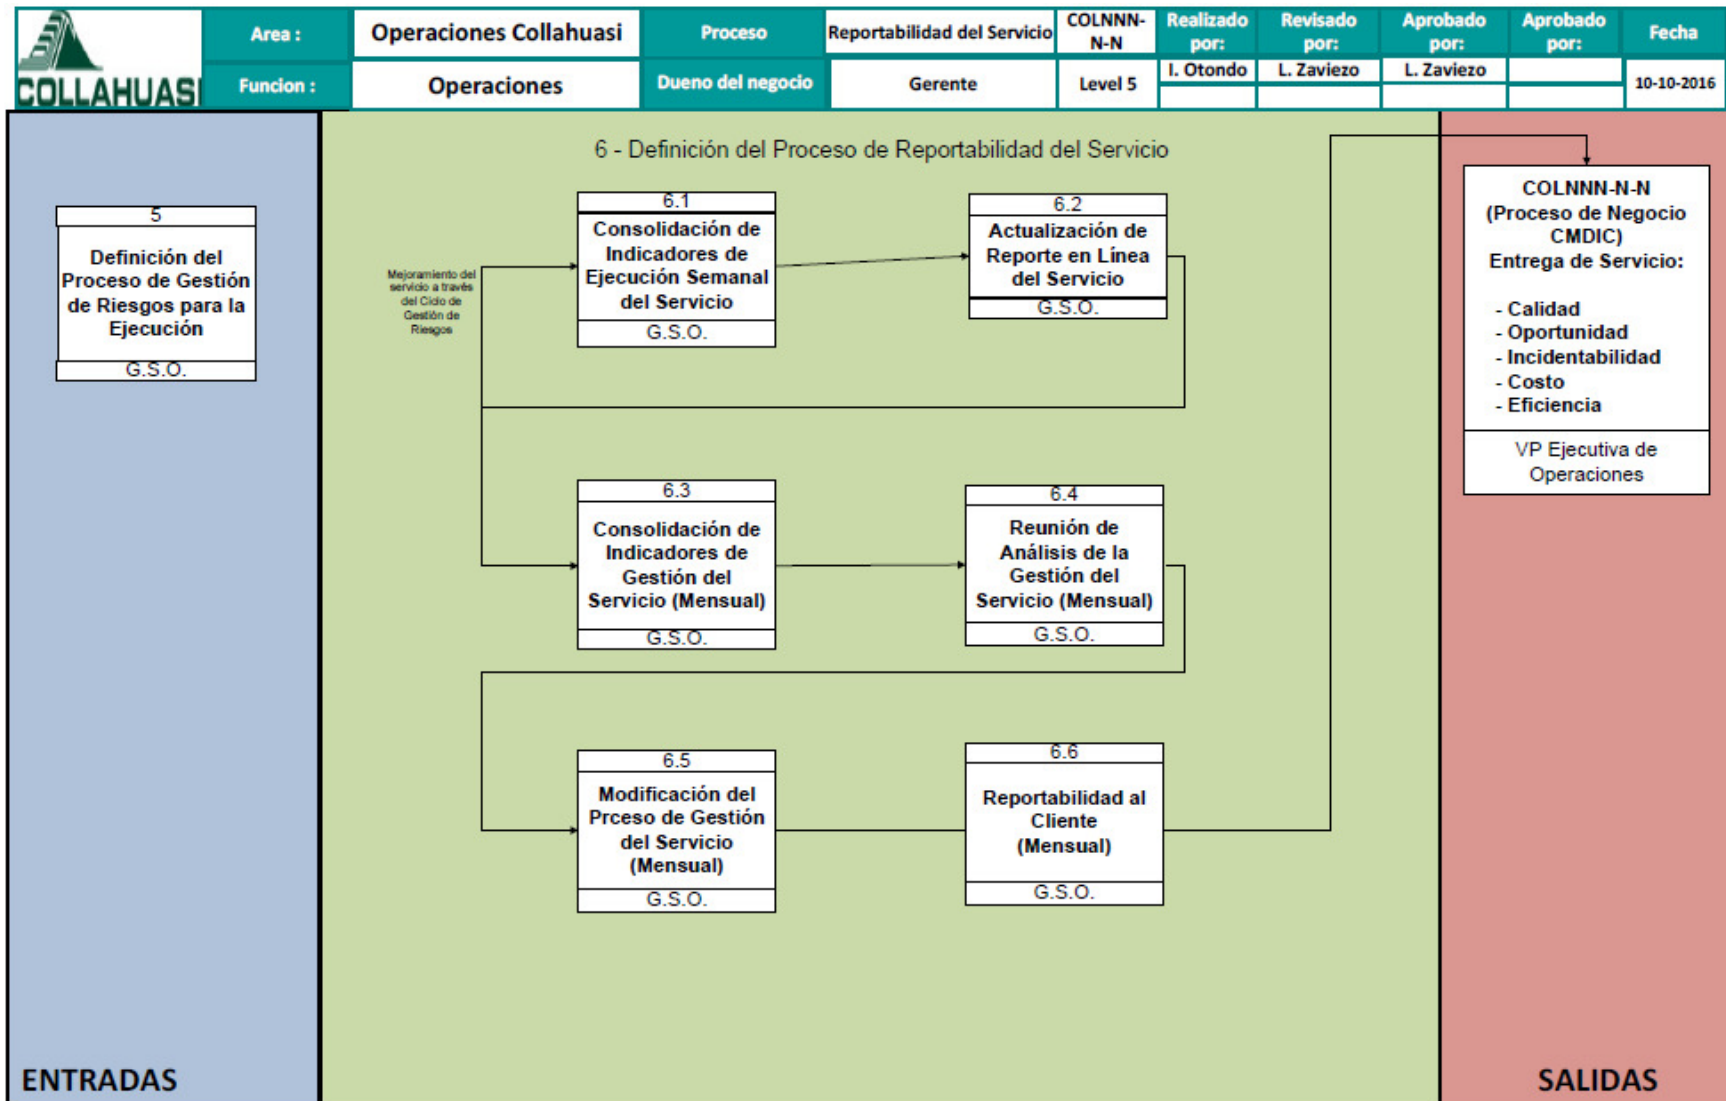 COLLAHUASI
Area :
Operaciones Collahuasi
Proceso
Reportabilidad del Servicio
COLNNN-
N-N
Realizado
por:
Revisado
por:
Aprobado
por:
Aprobado
por:
Fecha
Funcion :
Operaciones
Dueno del negocio
Gerente
Level 5
I. Otondo
L. Zaviezo
L. Zaviezo
10-10-2016
6 - Definición del Proceso de Reportabilidad del Servicio
5
Definición del
Proceso de Gestión
de Riesgos para la
Ejecución
G.S.O.
Mejoramiento del
servicio a través
del Ciclo de
Gestión de
Riesgos
6.1
Consolidación de
Indicadores de
Ejecución Semanal
del Servicio
G.S.O.
6.2
Actualización de
Reporte en Línea
del Servicio
G.S.O.
6.3
Consolidación de
Indicadores de
Gestión del
Servicio (Mensual)
G.S.O.
6.4
Reunión de
Análisis de la
Gestión del
Servicio (Mensual)
G.S.O.
6.5
Modificación del
Prceso de Gestión
del Servicio
(Mensual)
G.S.O.
6.6
Reportabilidad al
Cliente
(Mensual)
G.S.O.
COLNNN-N-N
(Proceso de Negocio
CMDIC)
Entrega de Servicio:
- Calidad
- Oportunidad
- Incidentabilidad
- Costo
- Eficiencia
VP Ejecutiva de
Operaciones
ENTRADAS
SALIDAS